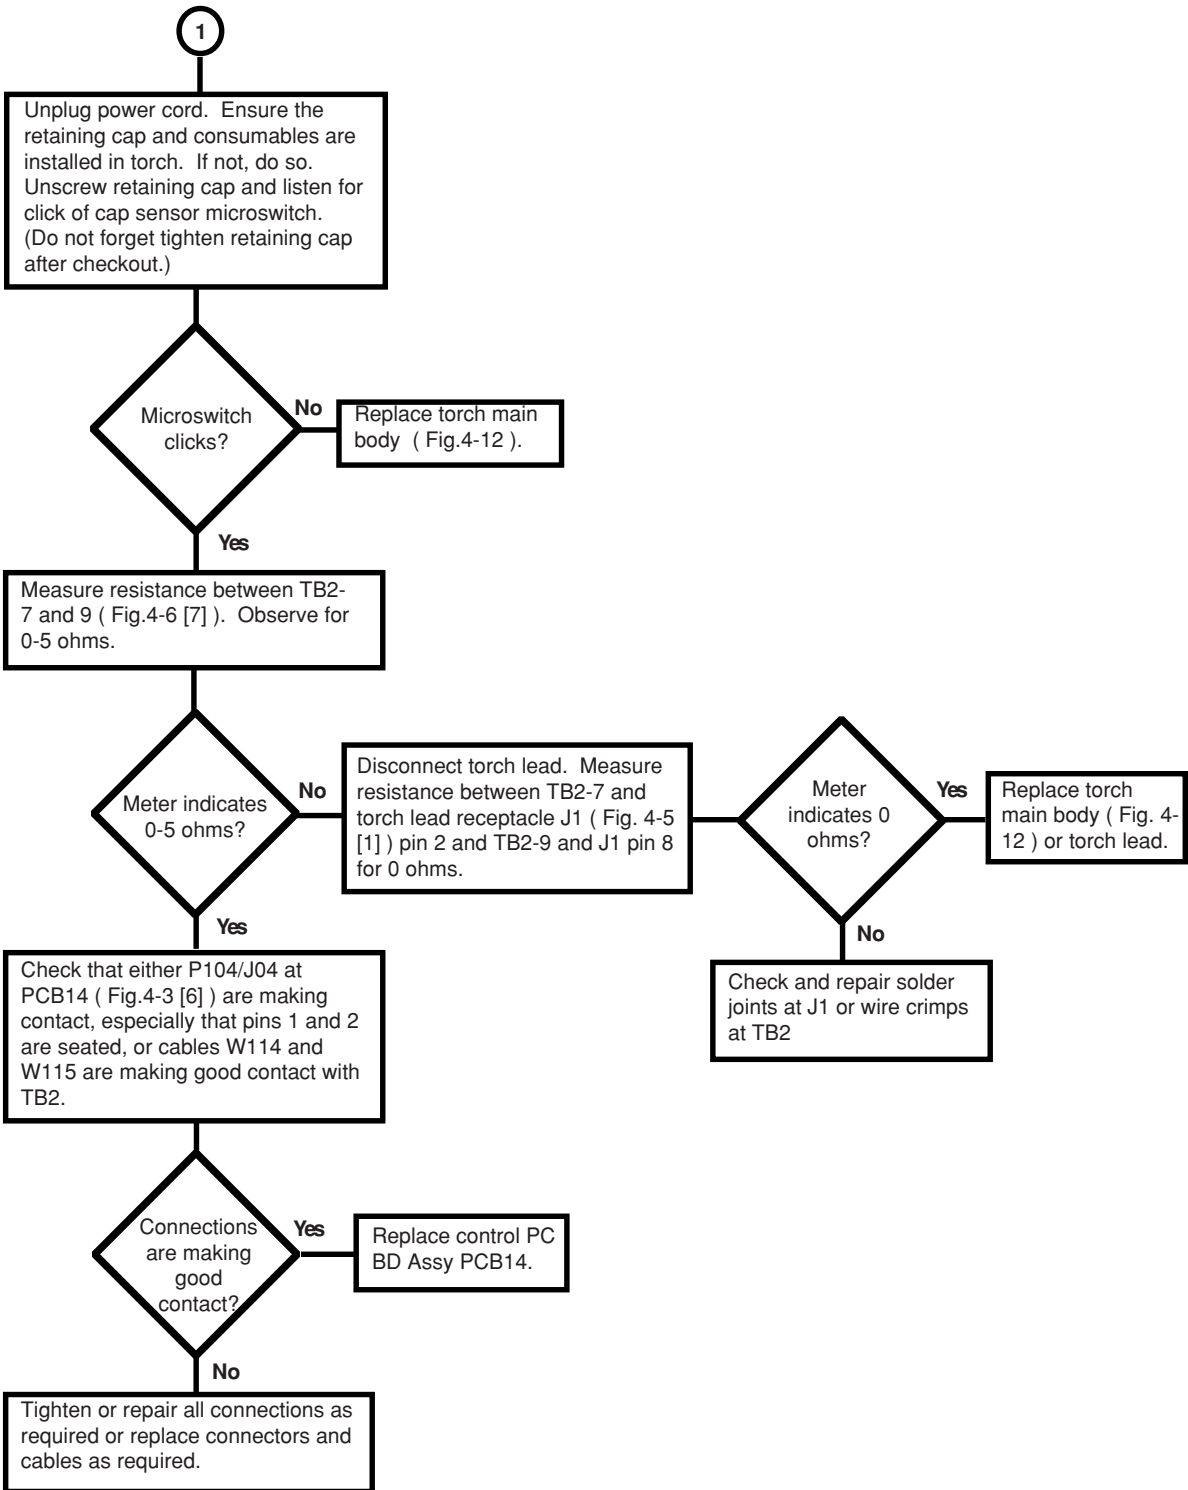 1
Unplug power cord. Ensure the
retaining cap and consumables are
installed in torch. If not, do so.
Unscrew retaining cap and listen for
click of cap sensor microswitch.
(Do not forget tighten retaining cap
after checkout.)
Microswitch
clicks?
No
Replace torch main
body ( Fig.4-12 ).
Yes
Measure resistance between TB2-
7 and 9 ( Fig.4-6 [7] ). Observe for
0-5 ohms.
Meter indicates
0-5 ohms?
No
Disconnect torch lead. Measure
resistance between TB2-7 and
torch lead receptacle J1 ( Fig. 4-5
[1] ) pin 2 and TB2-9 and J1 pin 8
for 0 ohms.
Meter
indicates 0
ohms?
Yes
Replace torch
main body ( Fig. 4-
12 ) or torch lead.
No
Check and repair solder
joints at J1 or wire crimps
at TB2
Yes
Check that either P104/J04 at
PCB14 ( Fig.4-3 [6] ) are making
contact, especially that pins 1 and 2
are seated, or cables W114 and
W115 are making good contact with
TB2.
Connections
are making
good
contact?
Yes
Replace control PC
BD Assy PCB14.
No
Tighten or repair all connections as
required or replace connectors and
cables as required.